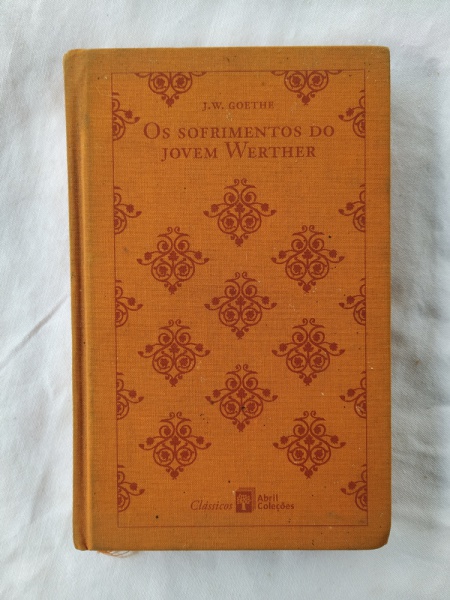 J.W. GOETHE
OS SOFRIMENTOS DO
JOVEM WERTHER
Clássicos Abril
Coleções